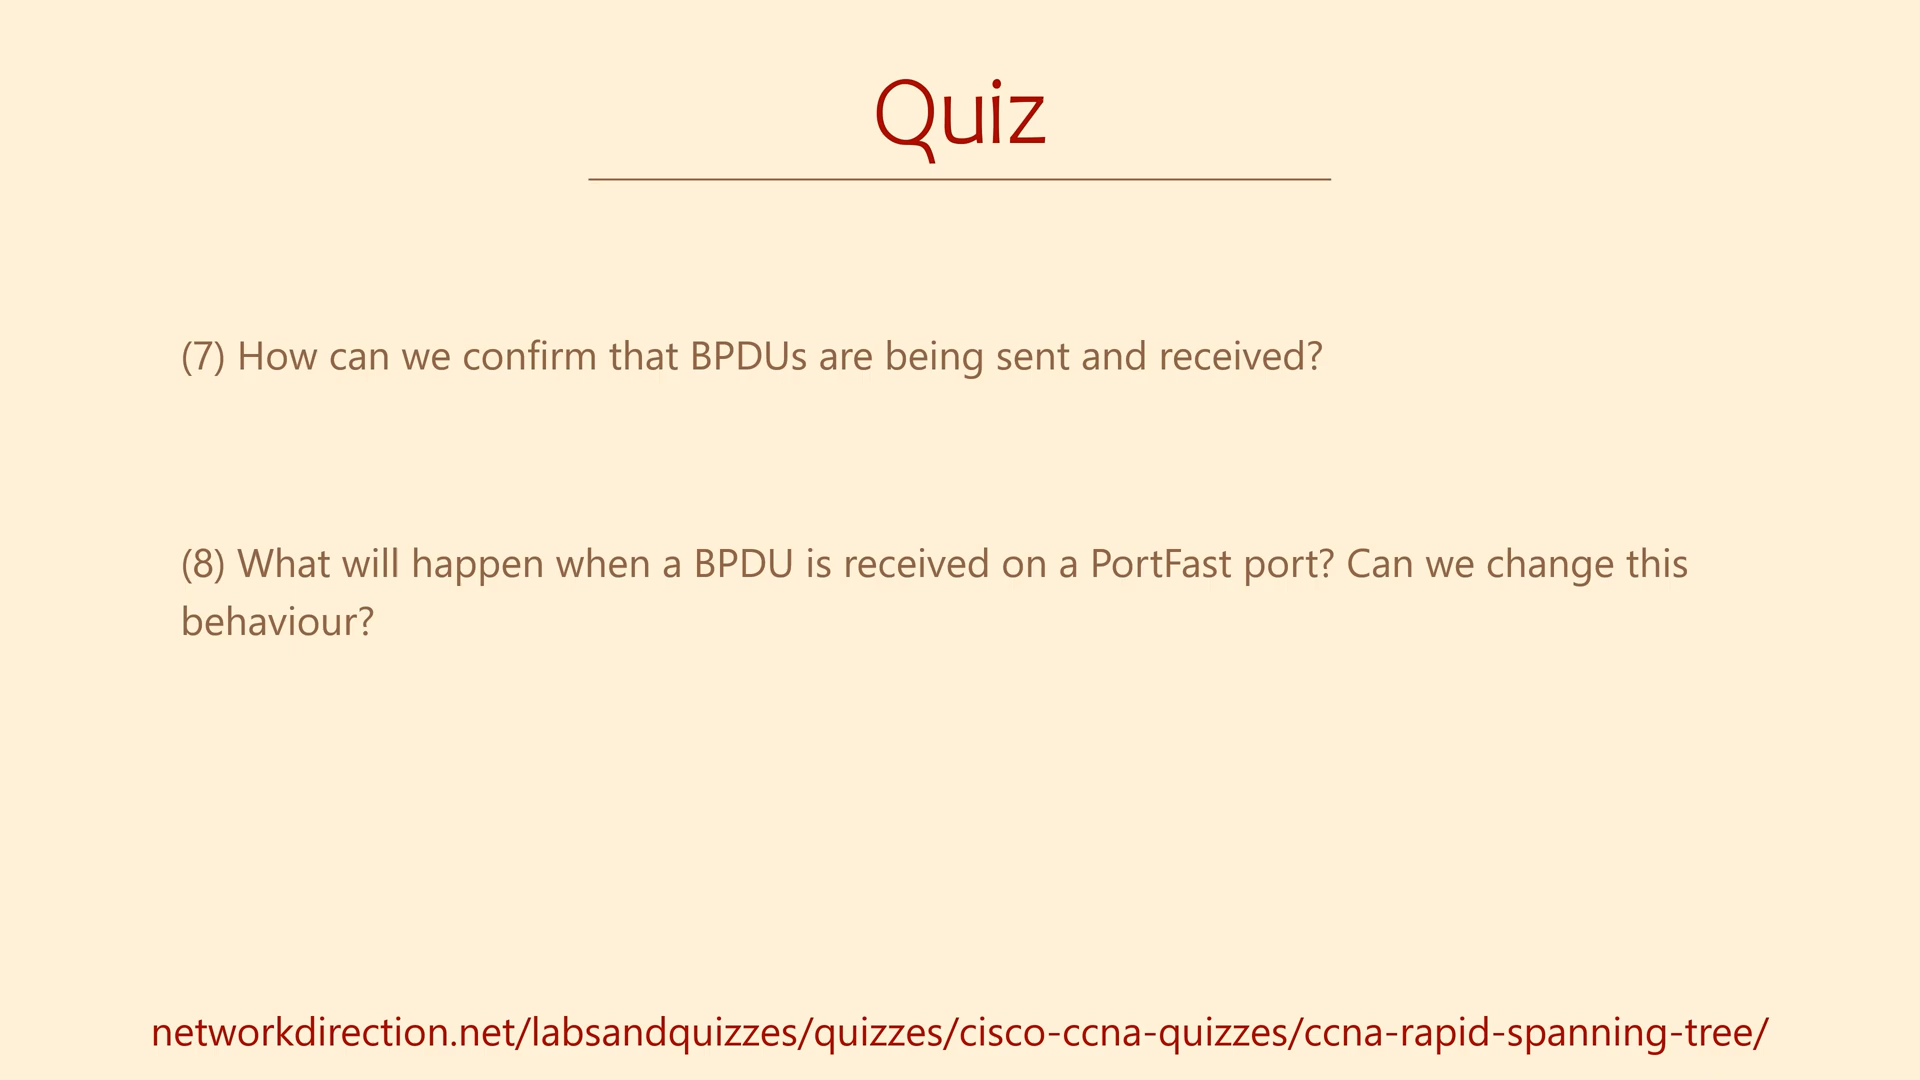 Quiz
(7) How can we confirm that BPDUs are being sent and received?
(8) What will happen when a BPDU is received on a PortFast port? Can we change this
behaviour?
networkdirection.net/labsandquizzes/quizzes/cisco-ccna-quizzes/ccna-rapid-spanning-tree/